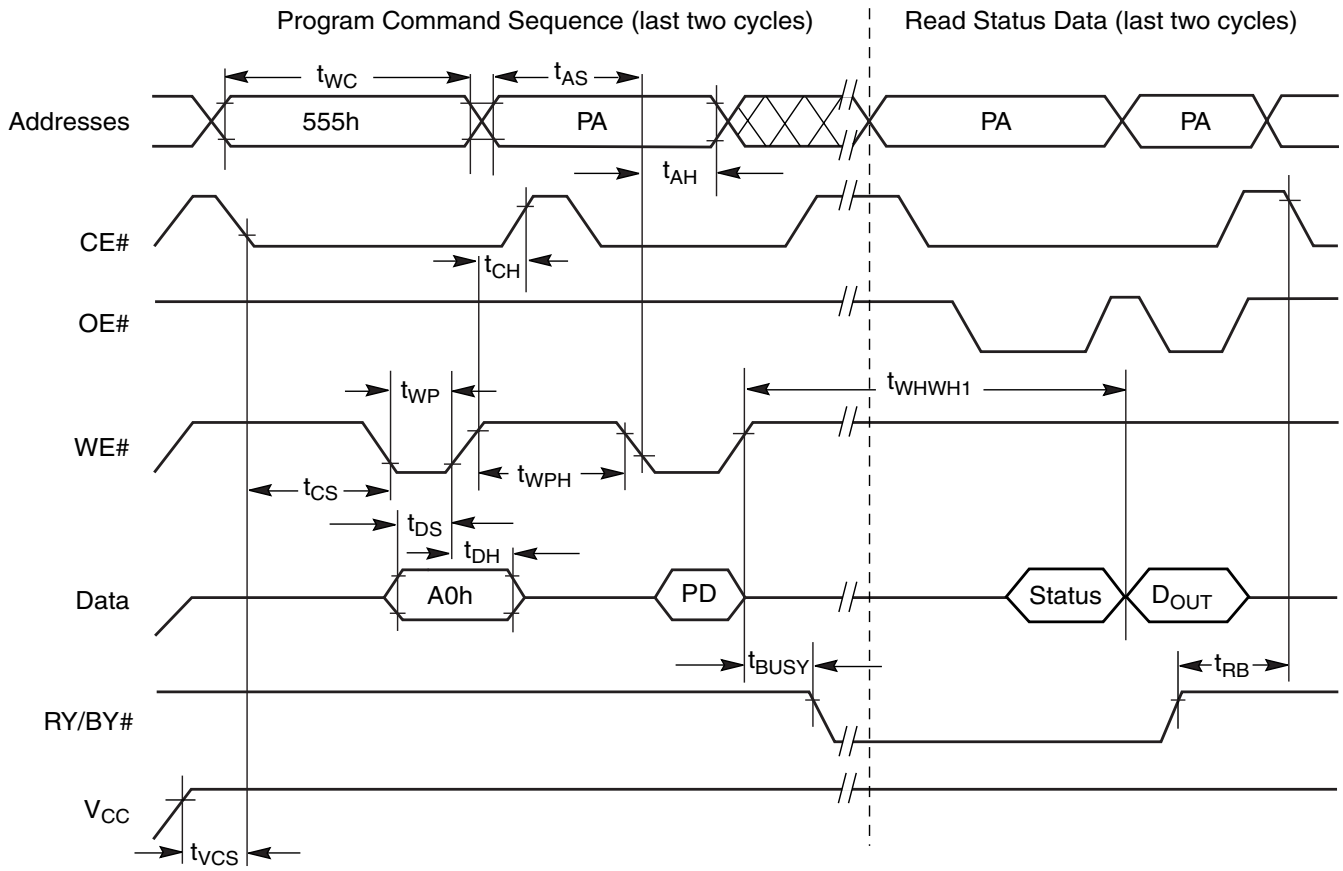 Program Command Sequence (last two cycles)
Read Status Data (last two cycles)
tWC
tAS
Addresses
555h
PA
PA
PA
tAH
CE#
tCH
OE#
tWP
tWHWH1
WE#
tCS
tWPH
tDS
tDH
Data
A0h
PD
Status
DOUT
tBUSY
tRB
RY/BY#
VCC
tVCS